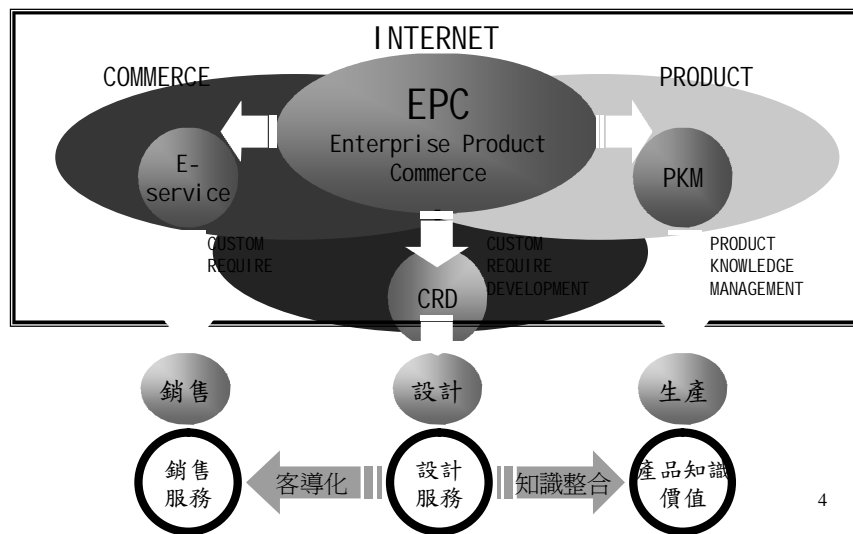 INTERNET
COMMERCE
PRODUCT
EPC
Enterprise Product
Commerce
E-
service
PKM
CUSTOM
REQUIRE
CUSTOM
REQUIRE
DEVELOPMENT
PRODUCT
KNOWLEDGE
MANAGEMENT
CRD
銷售
設計
生產
銷售
服務
客導化
設計
服務
知識整合
產品知識
價值
4